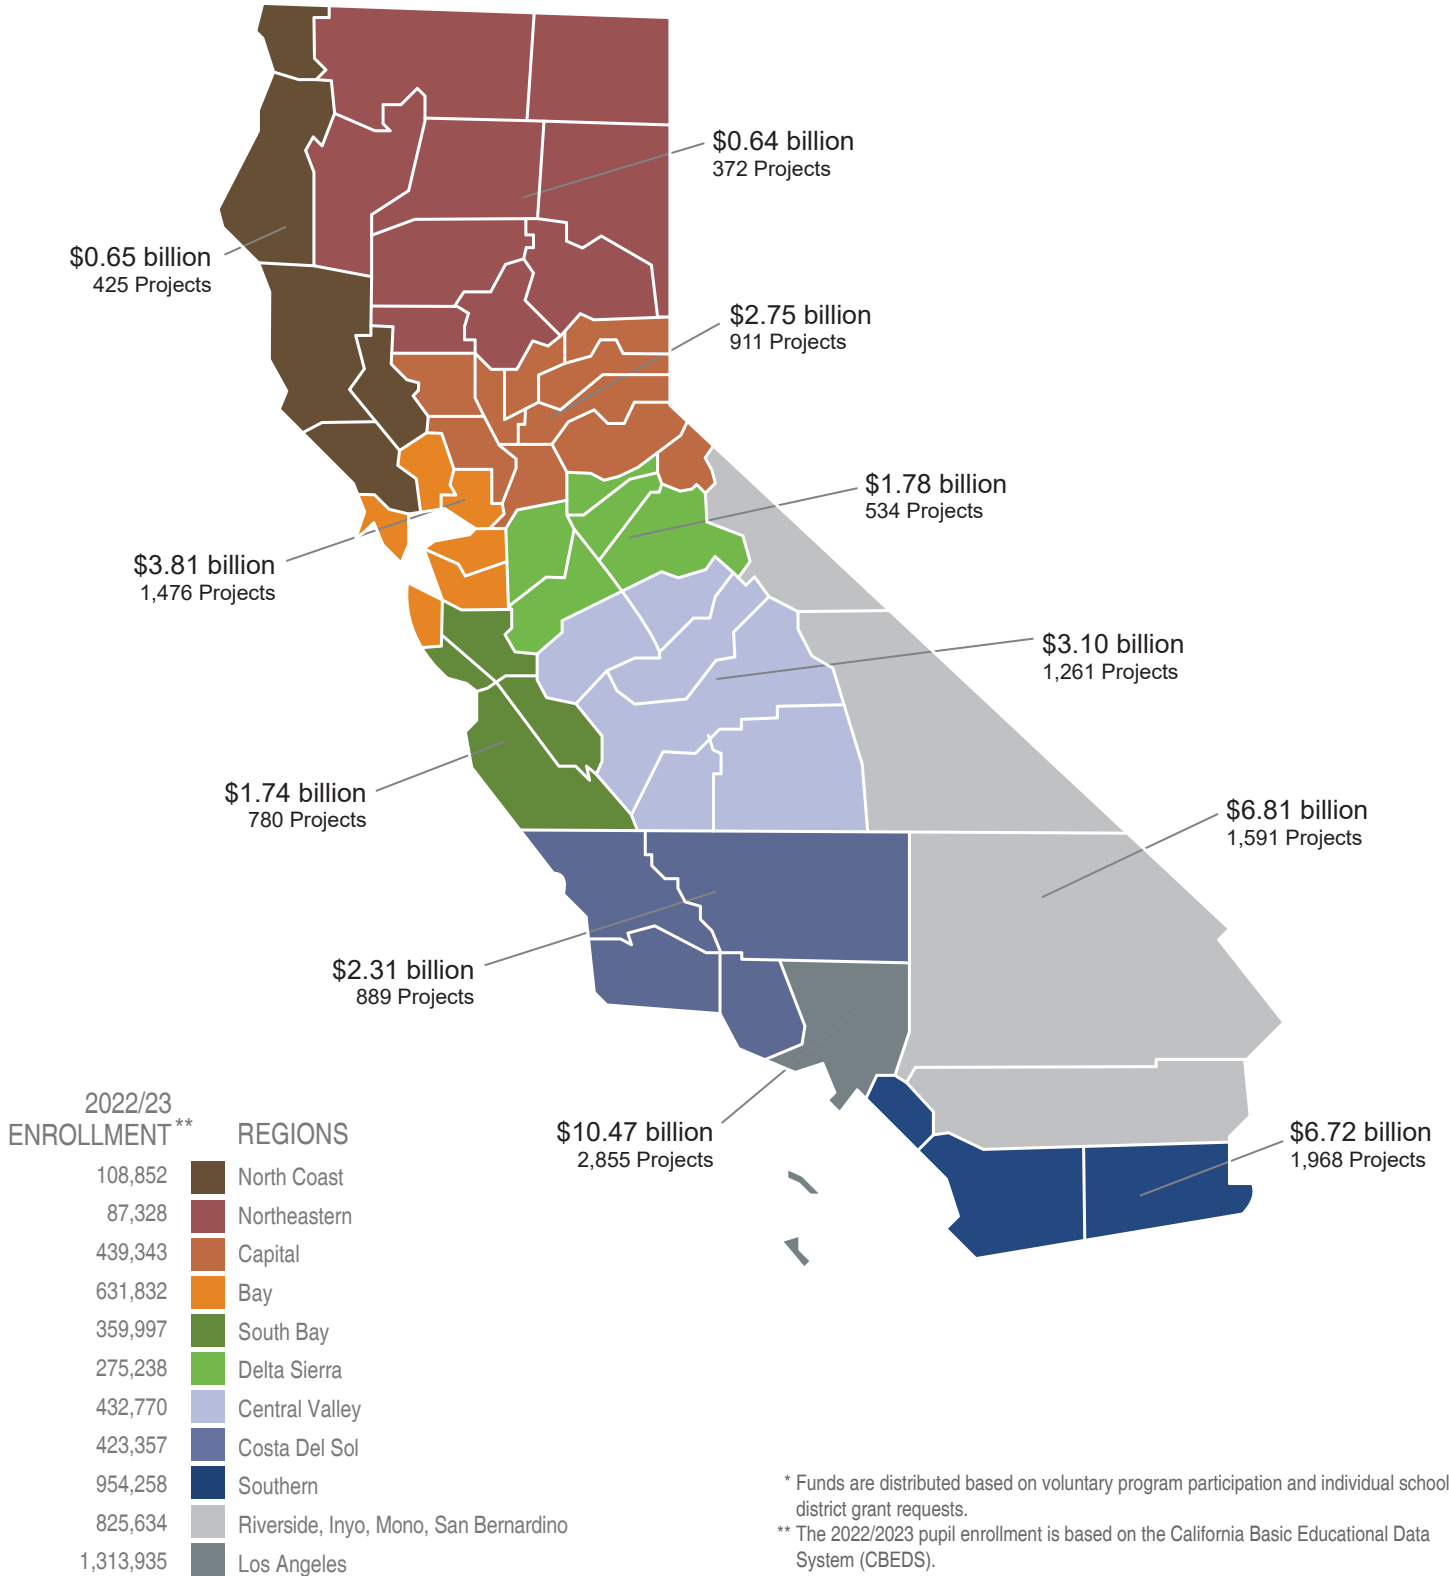 $0.64 billion
372 Projects
$0.65 billion
425 Projects
$2.75 billion
911 Projects
$1.78 billion
534 Projects
$3.81 billion
1,476 Projects
$3.10 billion
1,261 Projects
$1.74 billion
780 Projects
$6.81 billion
1,591 Projects
$2.31 billion
889 Projects
$10.47 billion
2,855 Projects
$6.72 billion
1,968 Projects
2022/23
ENROLLMENT** REGIONS
108,852 North Coast
87,328 Northeastern
439,343 Capital
631,832 Bay
359,997 South Bay
275,238 Delta Sierra
432,770 Central Valley
423,357 Costa Del Sol
954,258 Southern
825,634 Riverside, Inyo, Mono, San Bernardino
1,313,935 Los Angeles
* Funds are distributed based on voluntary program participation and individual school
district grant requests.
** The 2022/2023 pupil enrollment is based on the California Basic Educational Data
System (CBEDS).